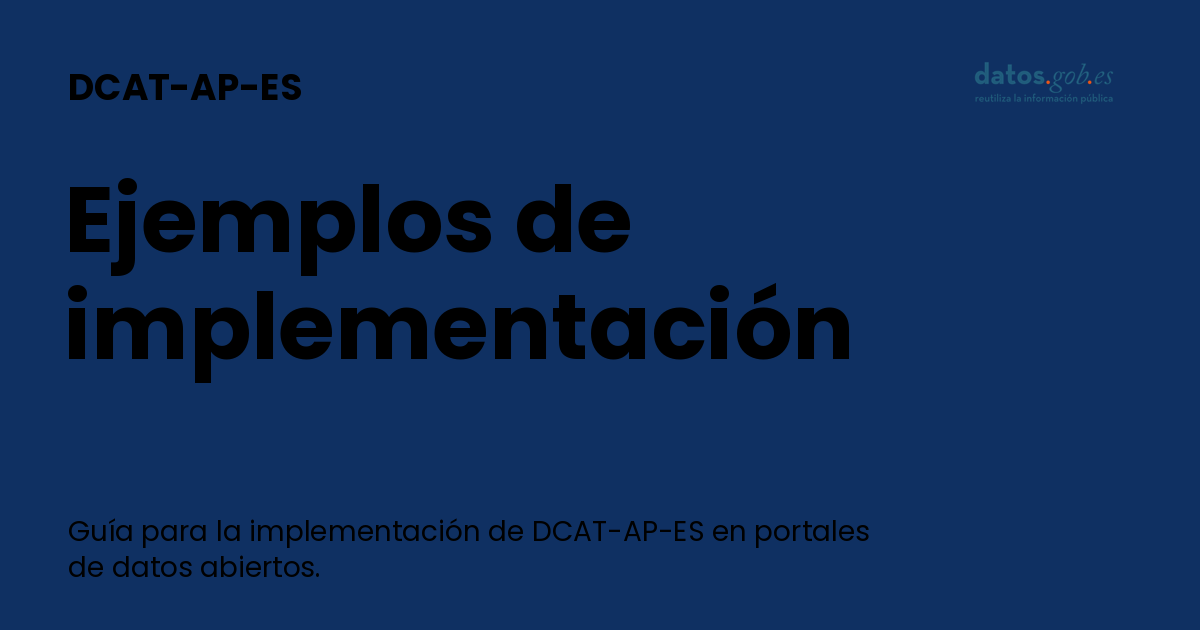 DCAT-AP-ES
datos.gob.es
reutiliza la información pública
Ejemplos de
implementación
Guía para la implementación de DCAT-AP-ES en portales
de datos abiertos.